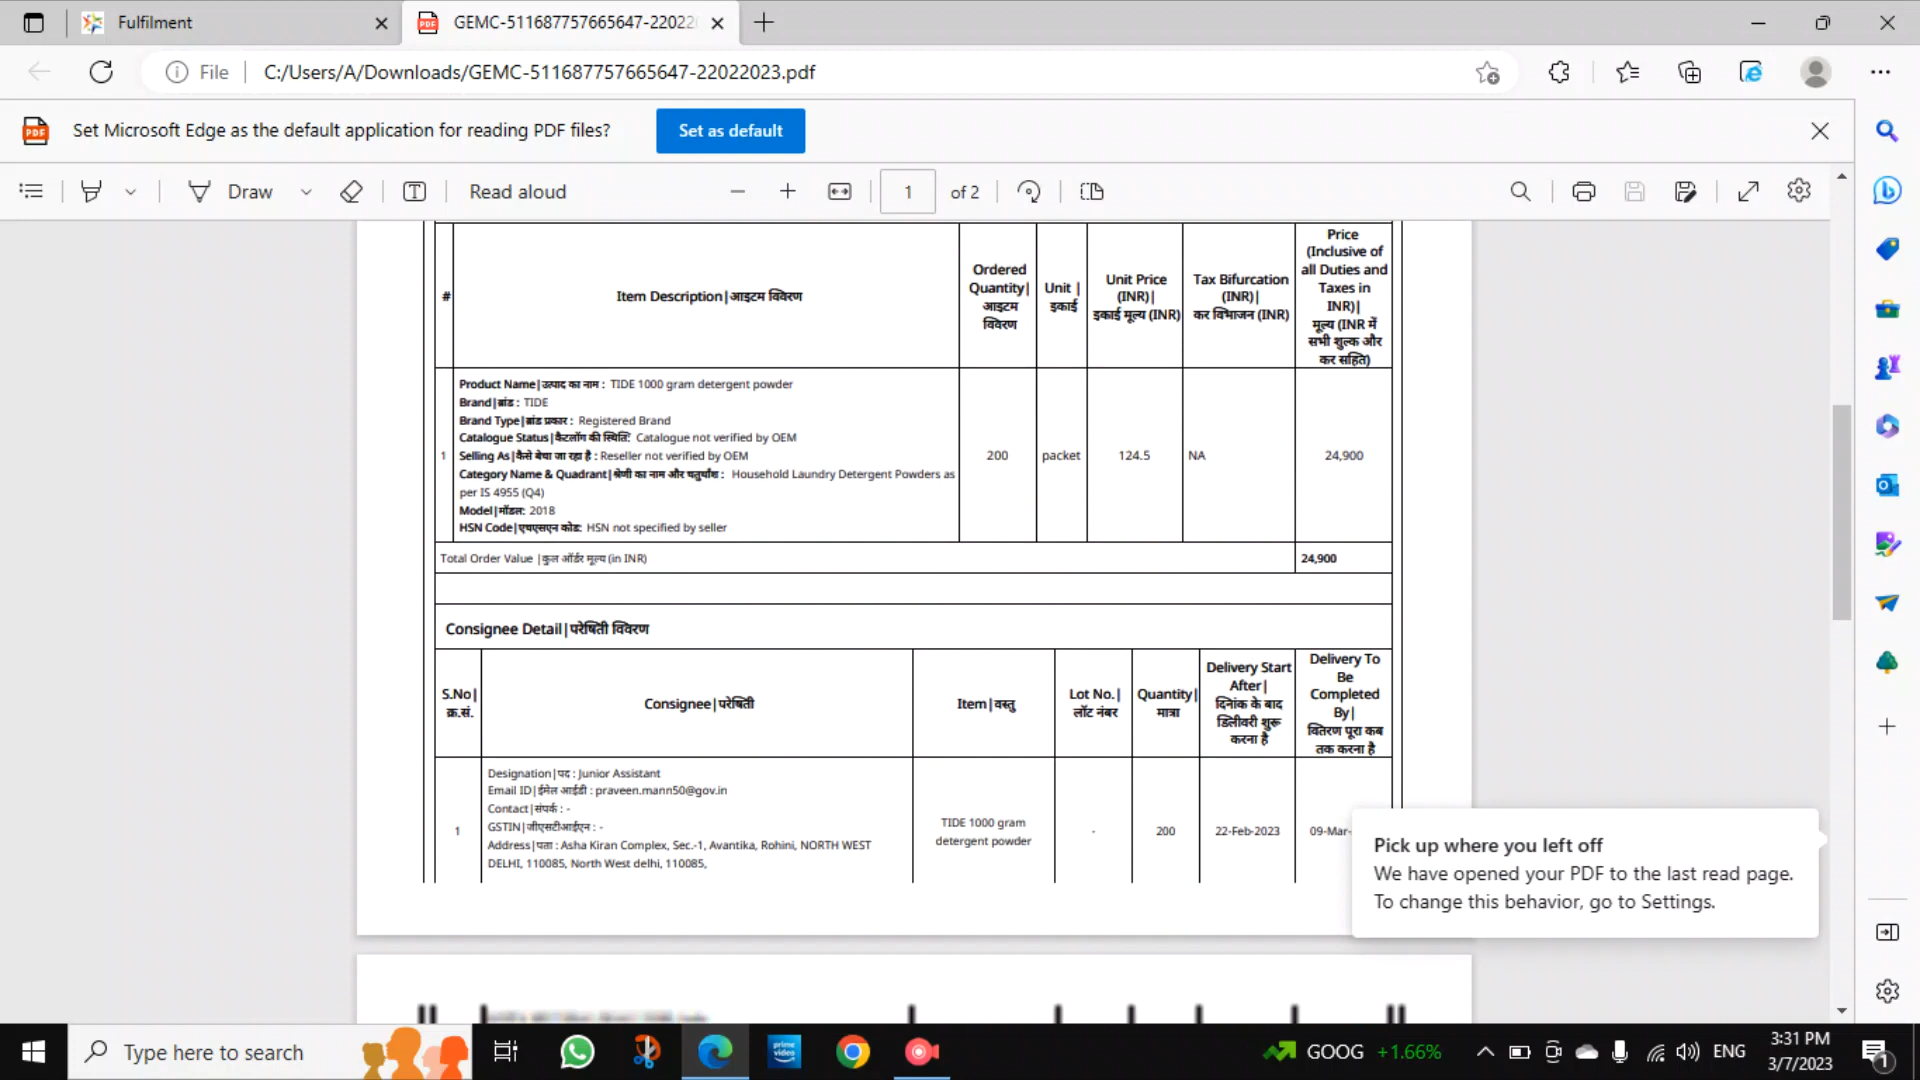 Fulfilment
GEMC-511687757665647-22022
File
C:/Users/A/Downloads/GEMC-511687757665647-22022023.pdf
Set Microsoft Edge as the default application for reading PDF files?
Set as default
Draw
Read aloud
1 of 2
#
Item Description|आइटम विवरण
Ordered
Quantity|
आइटम
विवरण
Unit |
इकाई
Unit Price
(INR)|
इकाई मूल्य (INR)
Tax Bifurcation
(INR)|
कर विभाजन (INR)
Price
(Inclusive of
all Duties and
Taxes in
INR)|
मूल्य (INR में
सभी शुल्क और
कर सहित)
1
Product Name|उत्पाद का नाम : TIDE 1000 gram detergent powder
Brand|ब्रांड : TIDE
Brand Type|ब्रांड प्रकार : Registered Brand
Catalogue Status|कैटलॉग की स्थिति: Catalogue not verified by OEM
Selling As|कैसे बेचा जा रहा है : Reseller not verified by OEM
Category Name & Quadrant|श्रेणी का नाम और चतुर्थांश : Household Laundry Detergent Powders as
per IS 4955 (Q4)
Model|मॉडल: 2018
HSN Code|एचएसएन कोड: HSN not specified by seller
200
packet
124.5
NA
24,900
Total Order Value |कुल ऑर्डर मूल्य (in INR)
24,900
Consignee Detail|परेषिती विवरण
S.No|
क्र.सं.
Consignee|परेषिती
Item|वस्तु
Lot No.|
लॉट नंबर
Quantity|
मात्रा
Delivery Start
After|
दिनांक के बाद
डिलीवरी शुरू
करना है
Delivery To
Be
Completed
By|
वितरण पूरा कब
तक करना है
1
Designation|पद : Junior Assistant
Email ID|ईमेल आईडी : praveen.mann50@gov.in
Contact|संपर्क : -
GSTIN|जीएसटीआईएन : -
Address|पता : Asha Kiran Complex, Sec.-1, Avantika, Rohini, NORTH WEST
DELHI, 110085, North West delhi, 110085,
TIDE 1000 gram
detergent powder
-
200
22-Feb-2023
09-Mar-
Pick up where you left off
We have opened your PDF to the last read page.
To change this behavior, go to Settings.
Type here to search
prime video
GOOG +1.66%
ENG
3:31 PM
3/7/2023
1